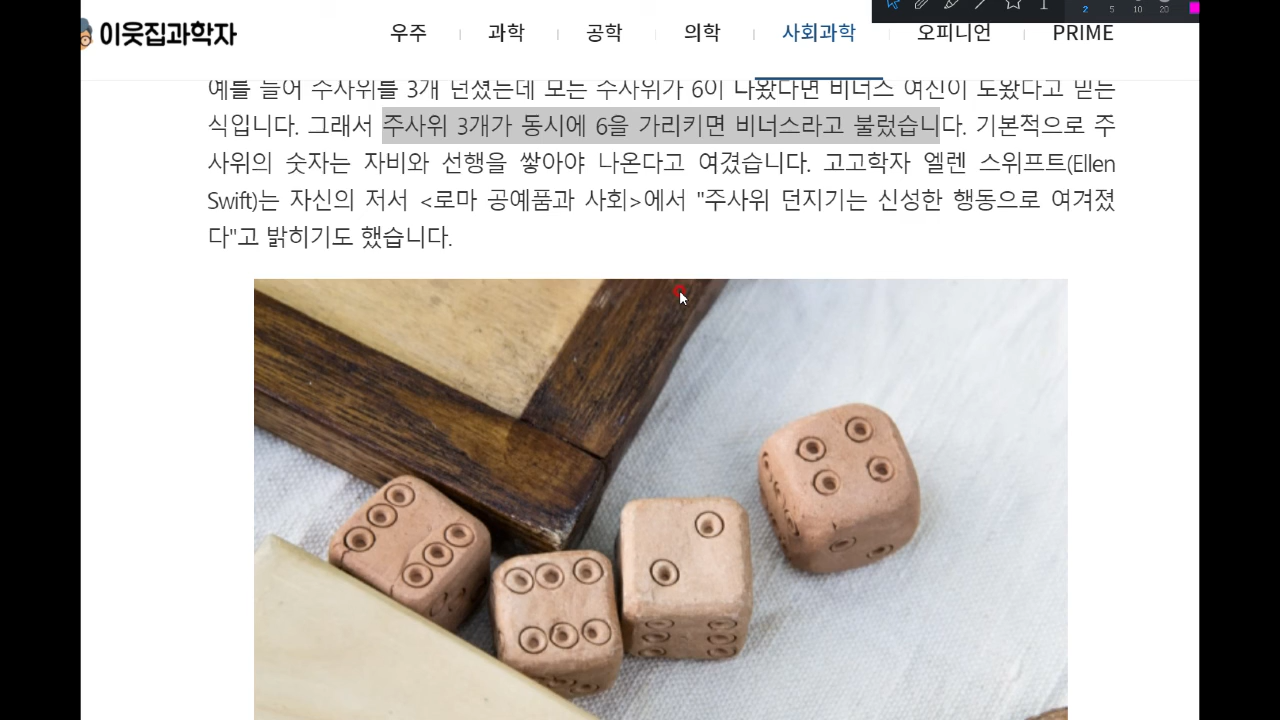 이웃집과학자
우주 과학 공학 의학 사회과학 오피니언 PRIME
2 5 10 20
예를 들어 주사위를 3개 던졌는데 모든 주사위가 6이 나왔다면 비너스 여신이 도왔다고 믿는
식입니다. 그래서 주사위 3개가 동시에 6을 가리키면 비너스라고 불렀습니다. 기본적으로 주
사위의 숫자는 자비와 선행을 쌓아야 나온다고 여겼습니다. 고고학자 엘렌 스위프트(Ellen
Swift)는 자신의 저서 <로마 공예품과 사회>에서 "주사위 던지기는 신성한 행동으로 여겨졌
다"고 밝히기도 했습니다.